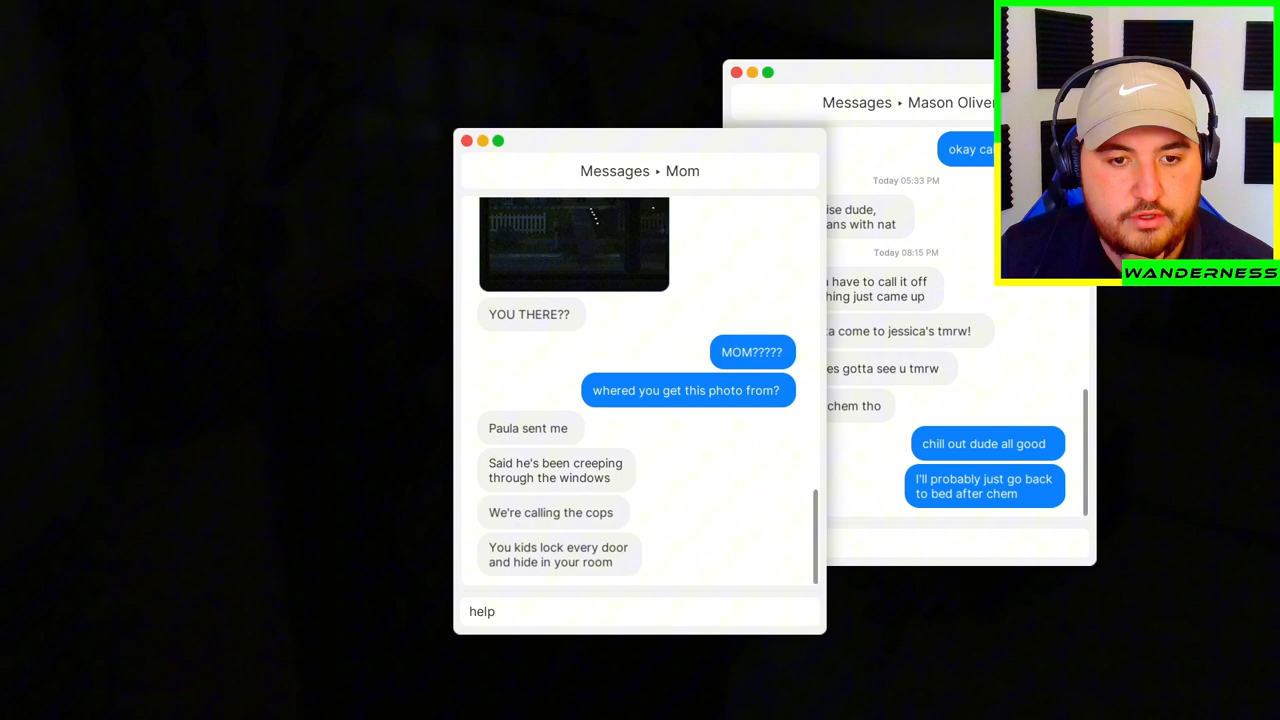 Messages ▸ Mason Oliver
okay ca
Today 05:33 PM
ise dude,
ans with nat
Today 08:15 PM
have to call it off
hing just came up
a come to jessica's tmrw!
es gotta see u tmrw
chem tho
chill out dude all good
I'll probably just go back
to bed after chem
Messages ▸ Mom
YOU THERE??
MOM?????
whered you get this photo from?
Paula sent me
Said he's been creeping
through the windows
We're calling the cops
You kids lock every door
and hide in your room
help
WANDERNESS